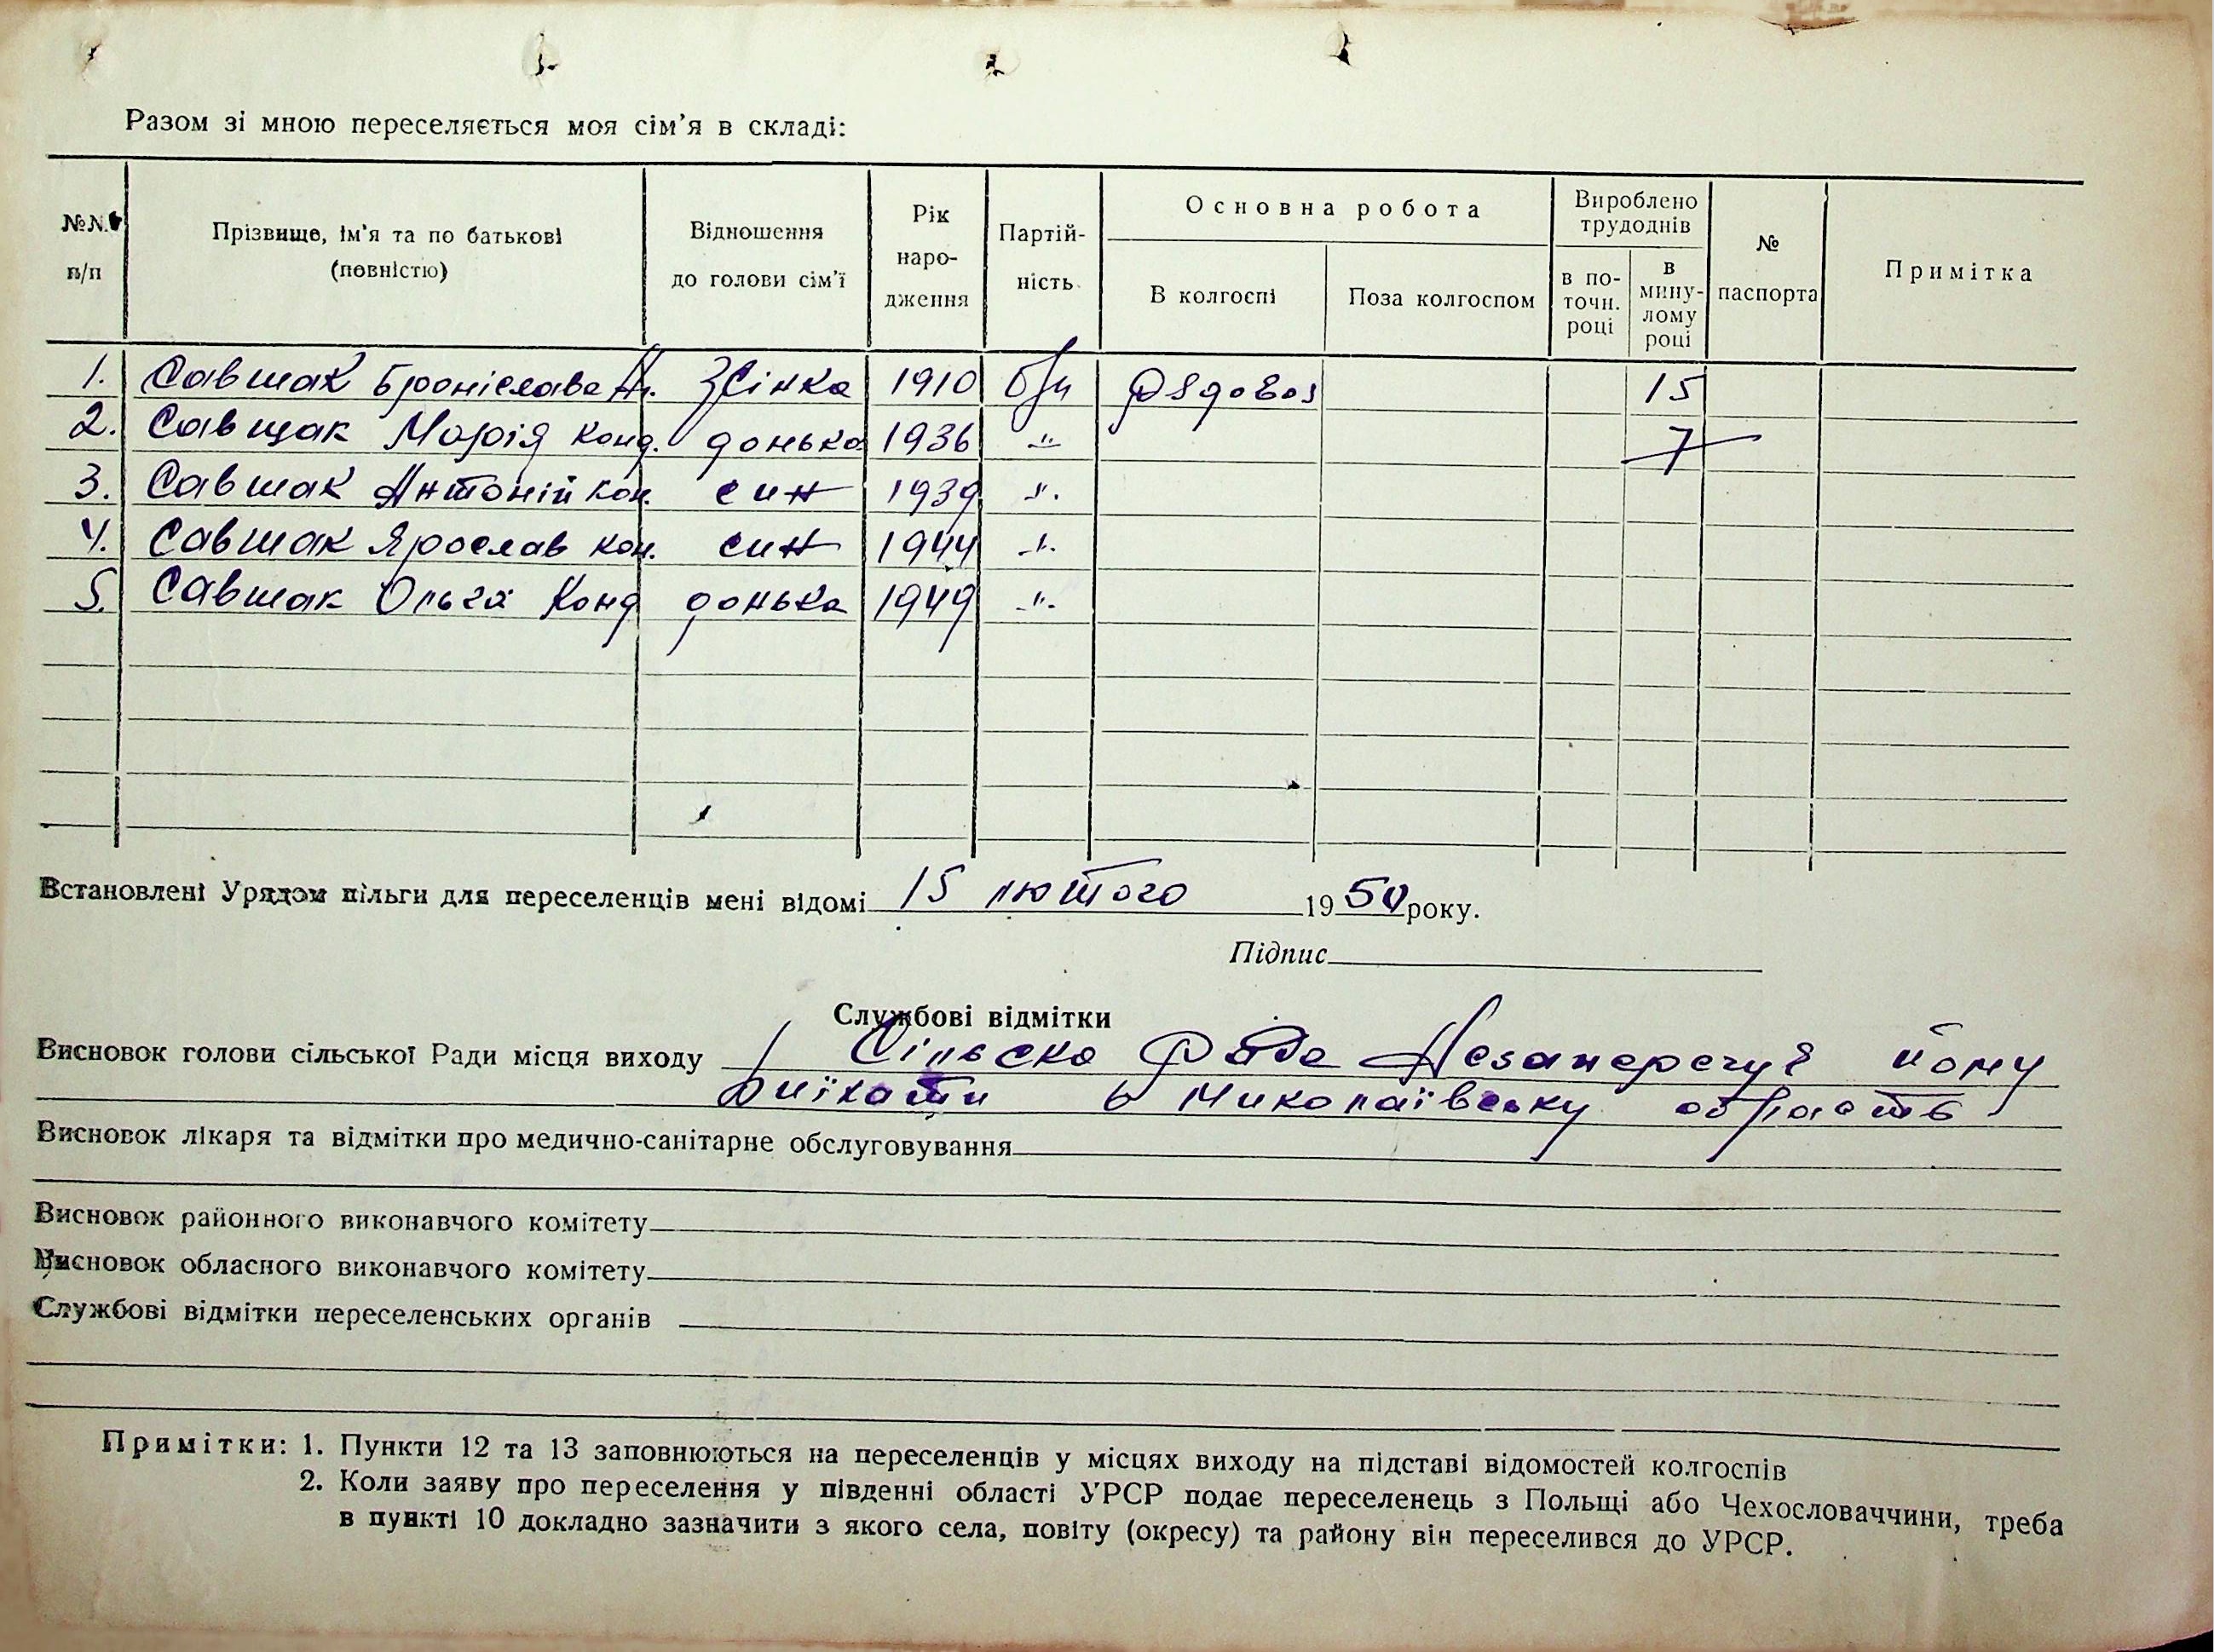 Разом зі мною переселяється моя сім'я в складі:
№№ п/п
Прізвище, ім'я та по батькові (повністю)
Відношення до голови сім'ї
Рік народження
Партійність
Основна робота
В колгоспі
Поза колгоспом
Вироблено трудоднів
в поточн. році
в минулому році
№ паспорта
Примітка
1. Савшак Броніслава Ан. Жінка 1910 б/п Рядовоз 15
2. Савщак Марія Конд. донька 1936 -"- 7
3. Савшак Антоній Кон. син 1939 -"-
4. Савшак Ярослав Кон. син 1944 -"-
5. Савшак Ольга Конд донька 1949 -"-
Встановлені Урядом пільги для переселенців мені відомі 15 лютого 1950 року.
Підпис
Службові відмітки
Висновок голови сільської Ради місця виходу Сільска Рада Незаперечує йому
виїхати в Миколаївську область
Висновок лікаря та відмітки про медично-санітарне обслуговування
Висновок районного виконавчого комітету
Висновок обласного виконавчого комітету
Службові відмітки переселенських органів
Примітки: 1. Пункти 12 та 13 заповнюються на переселенців у місцях виходу на підставі відомостей колгоспів
2. Коли заяву про переселення у південні області УРСР подає переселенець з Польщі або Чехословаччини, треба
в пункті 10 докладно зазначити з якого села, повіту (окресу) та району він переселився до УРСР.